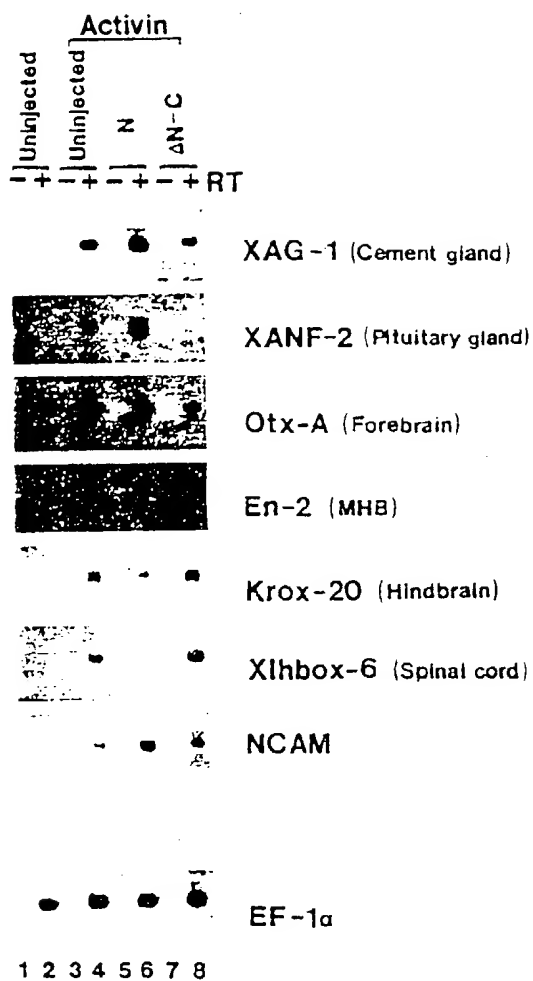 Activin
Uninjected Uninjected N ΔN-C
- + - + - + - + RT
XAG-1 (Cement gland)
XANF-2 (Pituitary gland)
Otx-A (Forebrain)
En-2 (MHB)
Krox-20 (Hindbrain)
Xlhbox-6 (Spinal cord)
NCAM
EF-1α
1 2 3 4 5 6 7 8